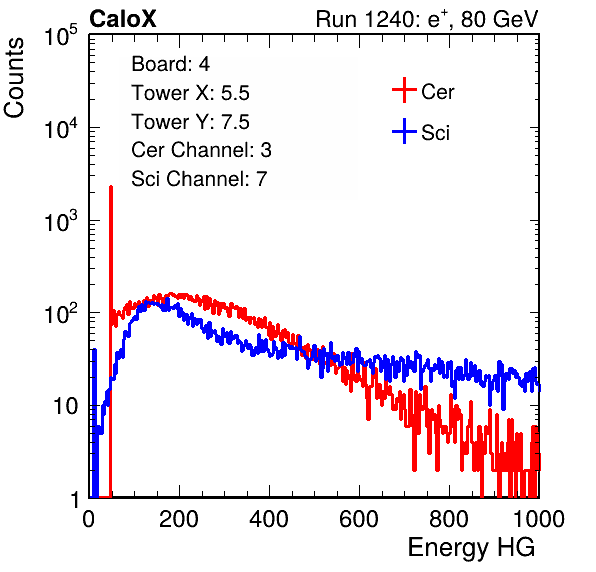 CaloX Run 1240: e⁺, 80 GeV
Counts
Board: 4
Tower X: 5.5
Tower Y: 7.5
Cer Channel: 3
Sci Channel: 7
Cer
Sci
10⁵
10⁴
10³
10²
10
1
0 200 400 600 800 1000
Energy HG